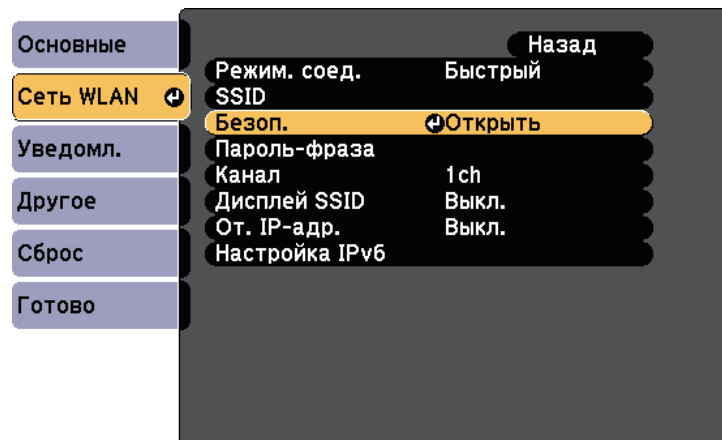 Основные
Сеть WLAN
Уведомл.
Другое
Сброс
Готово
Назад
Режим. соед. Быстрый
SSID
Безоп. Открыть
Пароль-фраза
Канал 1ch
Дисплей SSID Выкл.
От. IP-адр. Выкл.
Настройка IPv6